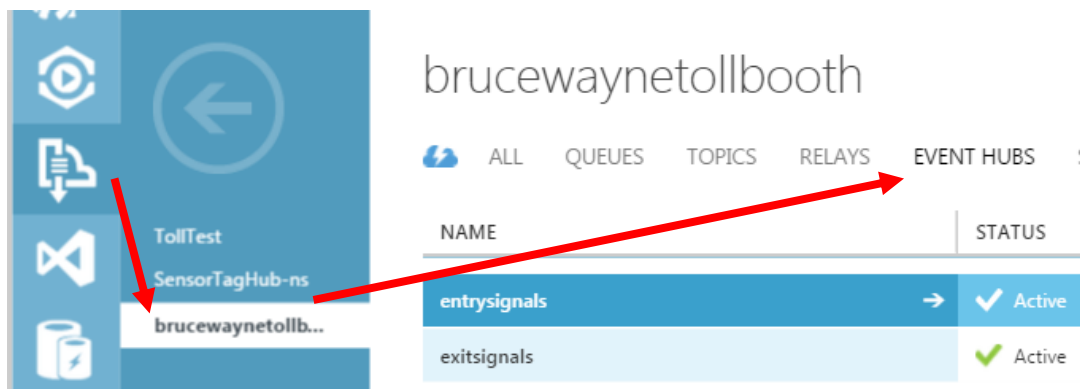 brucewaynetollbooth
ALL QUEUES TOPICS RELAYS EVENT HUBS
NAME STATUS
TollTest
SensorTagHub-ns
brucewaynetollb...
entrysignals Active
exitsignals Active